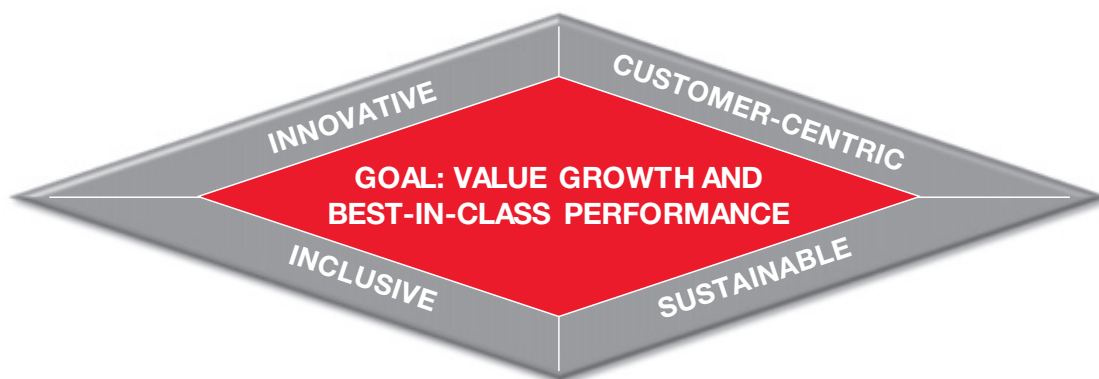 INNOVATIVE
CUSTOMER-CENTRIC
GOAL: VALUE GROWTH AND
BEST-IN-CLASS PERFORMANCE
INCLUSIVE
SUSTAINABLE